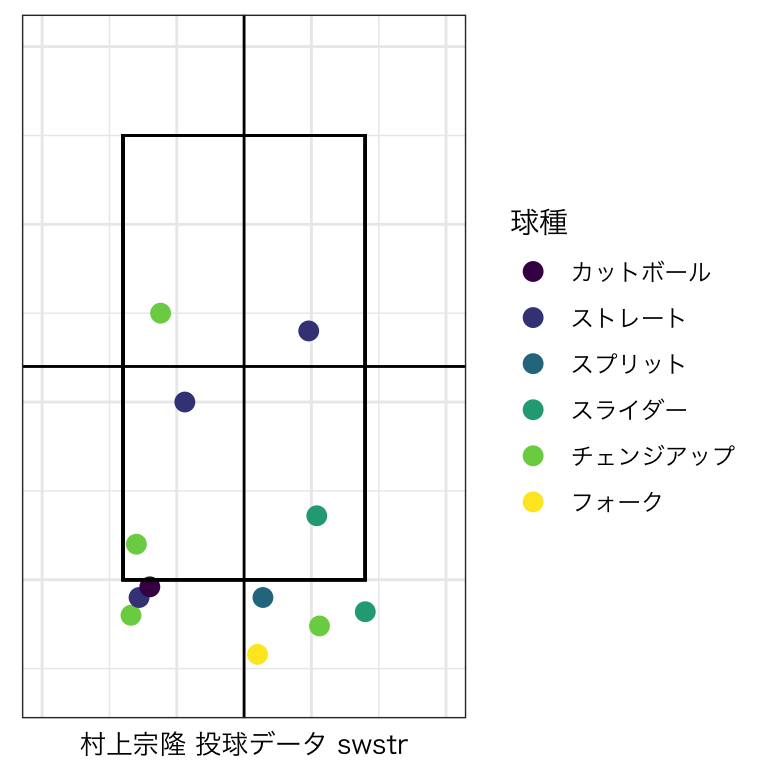 球種
カットボール
ストレート
スプリット
スライダー
チェンジアップ
フォーク
村上宗隆 投球データ swstr